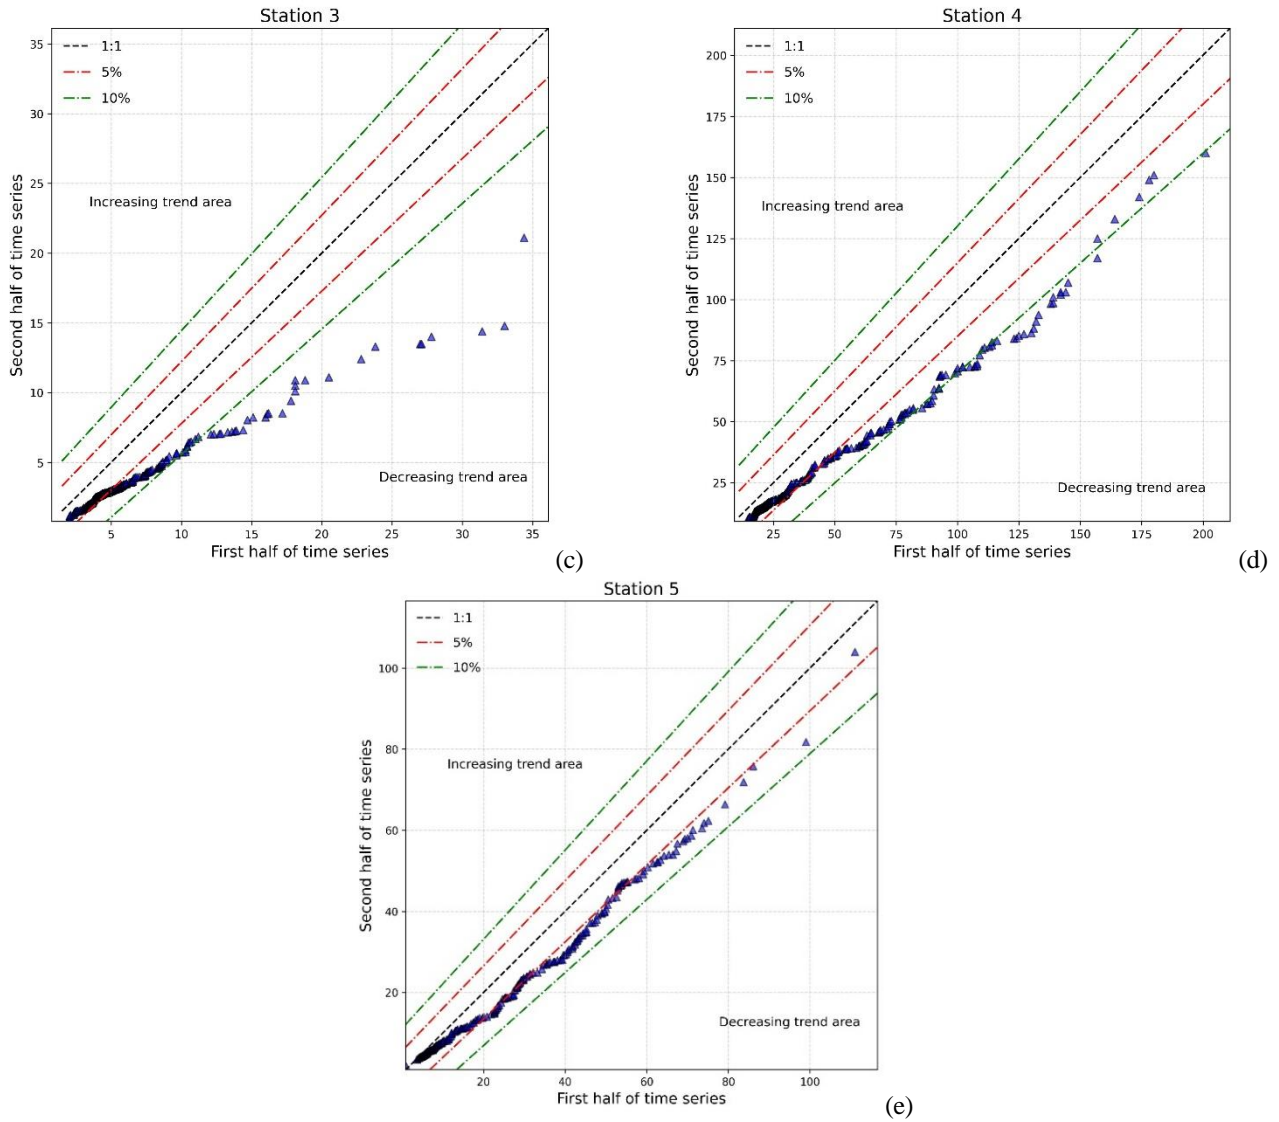 Station 3
1:1
5%
10%
Increasing trend area
Decreasing trend area
35
30
25
20
15
10
5
5 10 15 20 25 30 35
Second half of time series
First half of time series
(c)
Station 4
1:1
5%
10%
Increasing trend area
Decreasing trend area
200
175
150
125
100
75
50
25
25 50 75 100 125 150 175 200
Second half of time series
First half of time series
(d)
Station 5
1:1
5%
10%
Increasing trend area
Decreasing trend area
100
80
60
40
20
20 40 60 80 100
Second half of time series
First half of time series
(e)